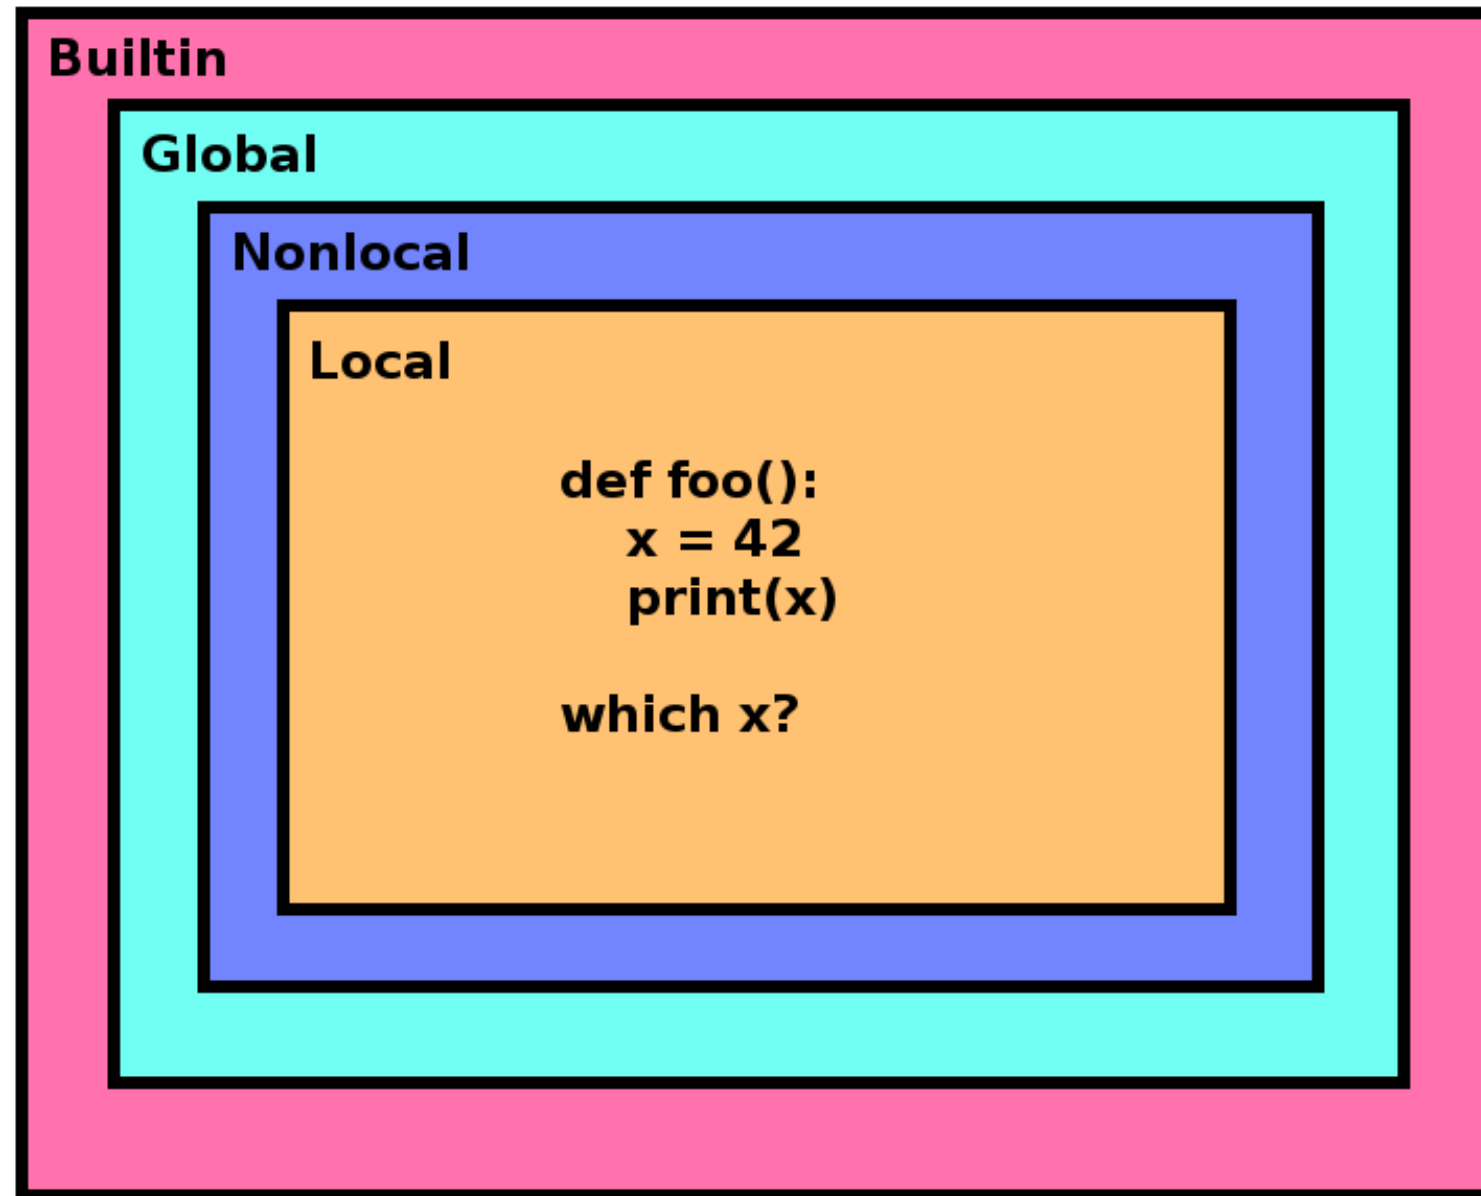 Builtin
Global
Nonlocal
Local
def foo():
    x = 42
    print(x)
which x?